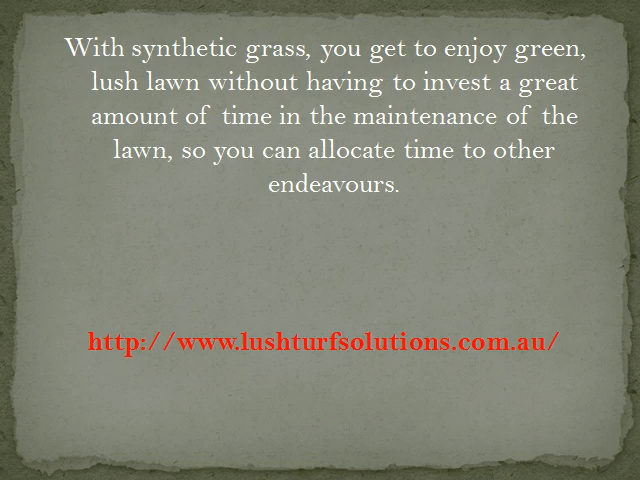 With synthetic grass, you get to enjoy green,
lush lawn without having to invest a great
amount of time in the maintenance of the
lawn, so you can allocate time to other
endeavours.
http://www.lushturfsolutions.com.au/